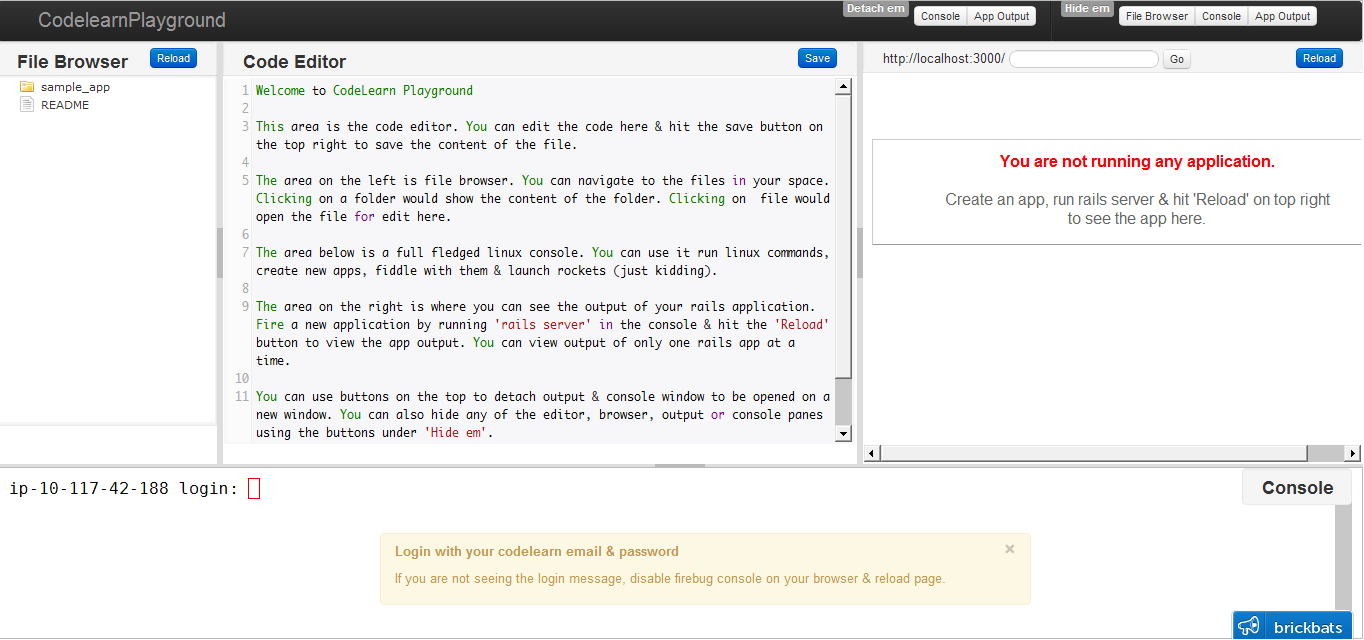 CodelearnPlayground
Detach em
Console
App Output
Hide em
File Browser
Console
App Output
File Browser
Reload
sample_app
README
Code Editor
Save
1 Welcome to CodeLearn Playground
2
3 This area is the code editor. You can edit the code here & hit the save button on
the top right to save the content of the file.
4
5 The area on the left is file browser. You can navigate to the files in your space.
Clicking on a folder would show the content of the folder. Clicking on  file would
open the file for edit here.
6
7 The area below is a full fledged linux console. You can use it run linux commands,
create new apps, fiddle with them & launch rockets (just kidding).
8
9 The area on the right is where you can see the output of your rails application.
Fire a new application by running 'rails server' in the console & hit the 'Reload'
button to view the app output. You can view output of only one rails app at a
time.
10
11 You can use buttons on the top to detach output & console window to be opened on a
new window. You can also hide any of the editor, browser, output or console panes
using the buttons under 'Hide em'.
http://localhost:3000/
Go
Reload
You are not running any application.
Create an app, run rails server & hit 'Reload' on top right
to see the app here.
ip-10-117-42-188 login:
Console
Login with your codelearn email & password
×
If you are not seeing the login message, disable firebug console on your browser & reload page.
brickbats